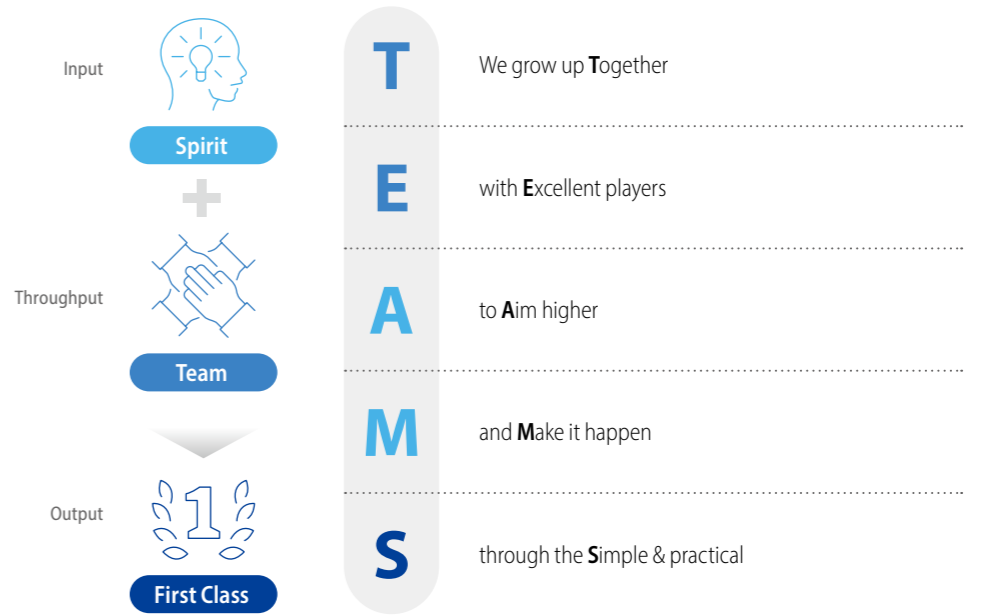 Input
Spirit
Throughput
Team
Output
1
First Class
T
We grow up Together
E
with Excellent players
A
to Aim higher
M
and Make it happen
S
through the Simple & practical